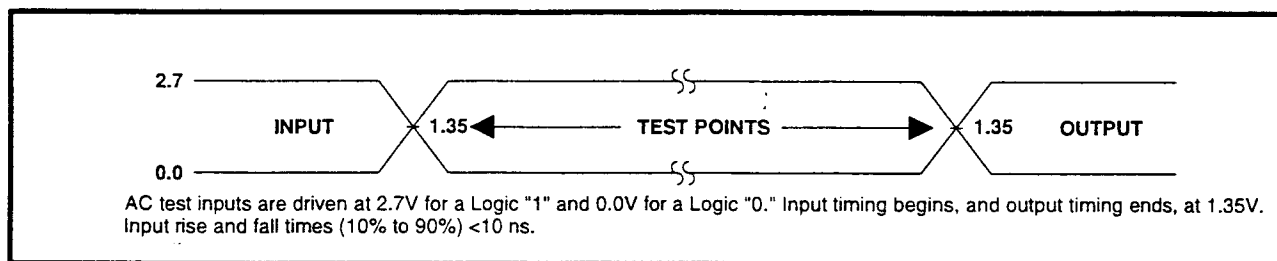 2.7
INPUT 1.35 TEST POINTS 1.35 OUTPUT
0.0
AC test inputs are driven at 2.7V for a Logic "1" and 0.0V for a Logic "0." Input timing begins, and output timing ends, at 1.35V.
Input rise and fall times (10% to 90%) <10 ns.